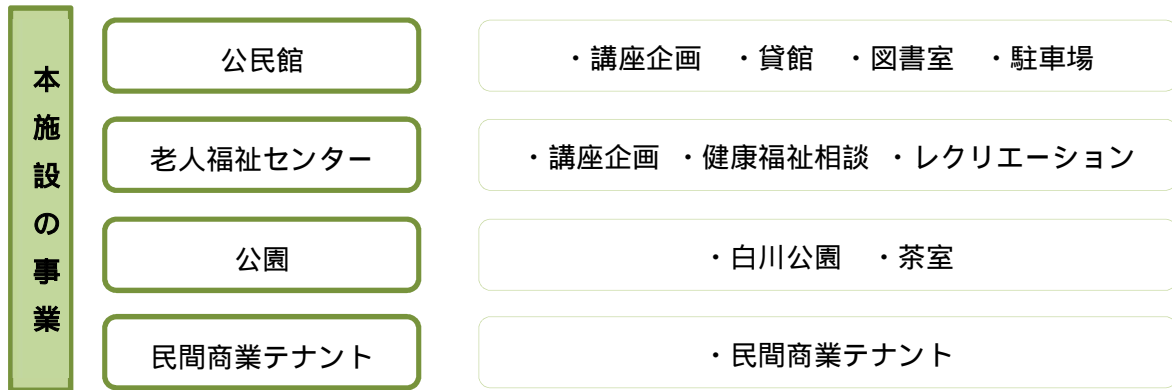 本施設の事業
公民館
・講座企画　・貸館　・図書室　・駐車場
老人福祉センター
・講座企画　・健康福祉相談　・レクリエーション
公園
・白川公園　・茶室
民間商業テナント
・民間商業テナント